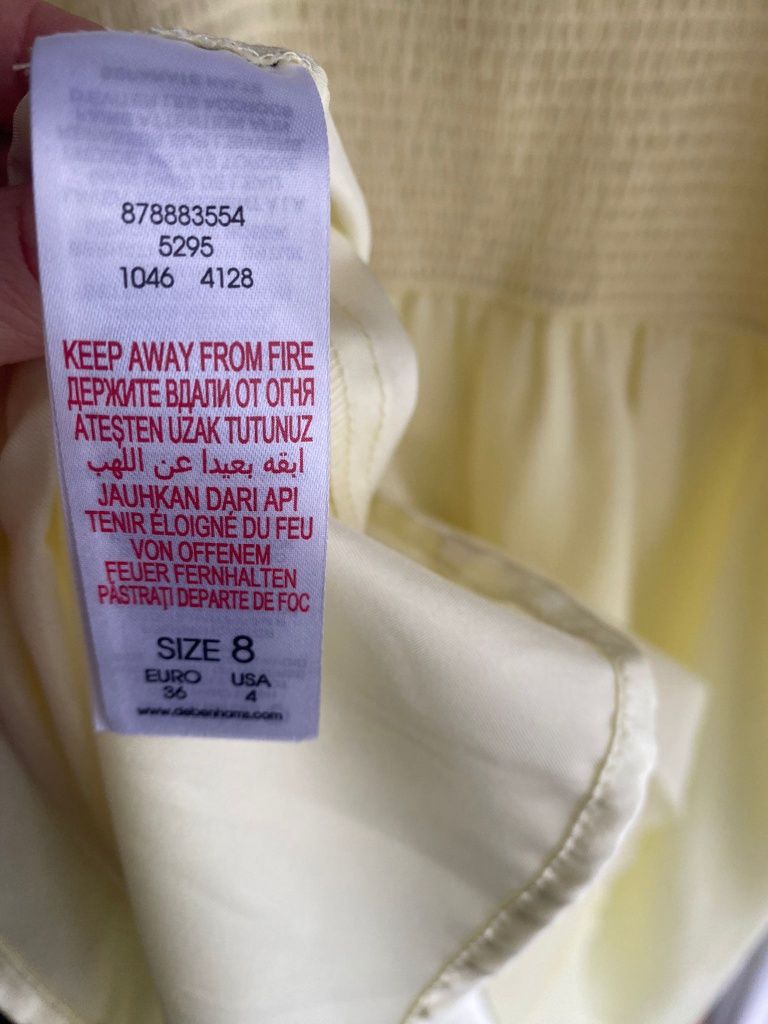 878883554
5295
1046 4128
KEEP AWAY FROM FIRE
ДЕРЖИТЕ ВДАЛИ ОТ ОГНЯ
ATEŞTEN UZAK TUTUNUZ
ابقه بعيدا عن اللهب
JAUHKAN DARI API
TENIR ÉLOIGNÉ DU FEU
VON OFFENEM
FEUER FERNHALTEN
PĂSTRAŢI DEPARTE DE FOC
SIZE 8
EURO USA
36 4
www.debenhams.com